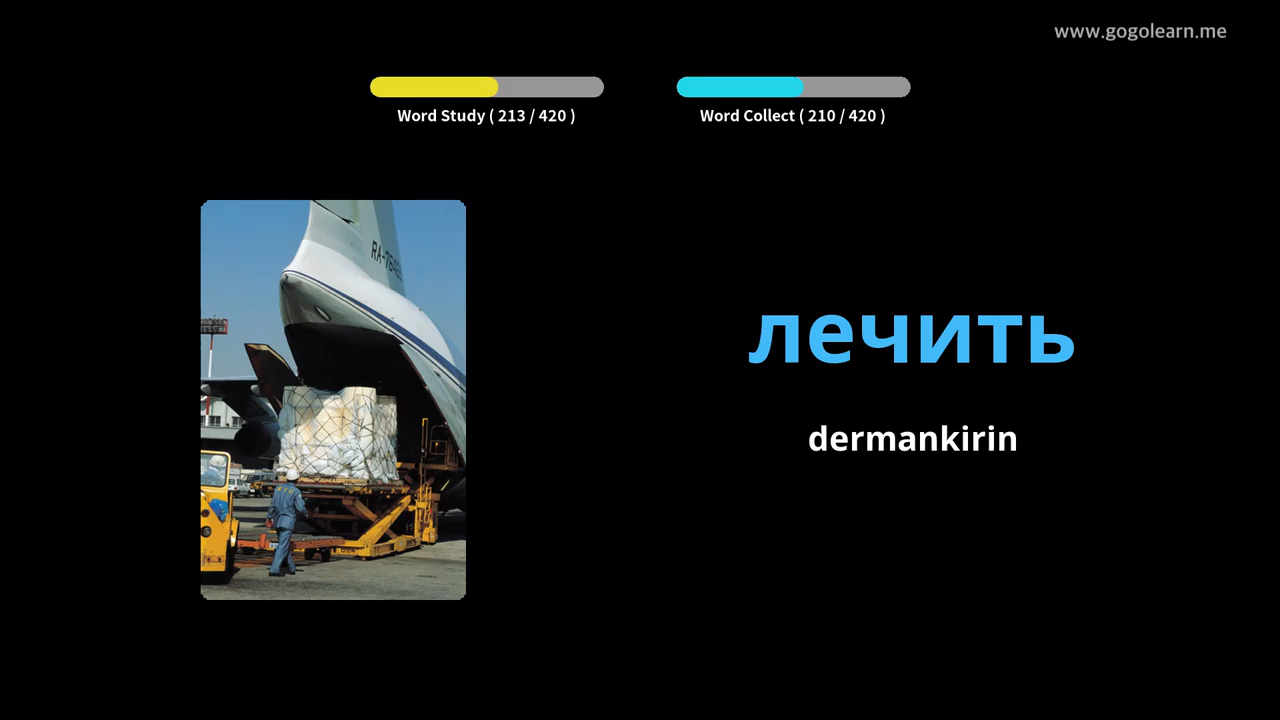 www.gogolearn.me
Word Study ( 213 / 420 )
Word Collect ( 210 / 420 )
лечить
dermankirin